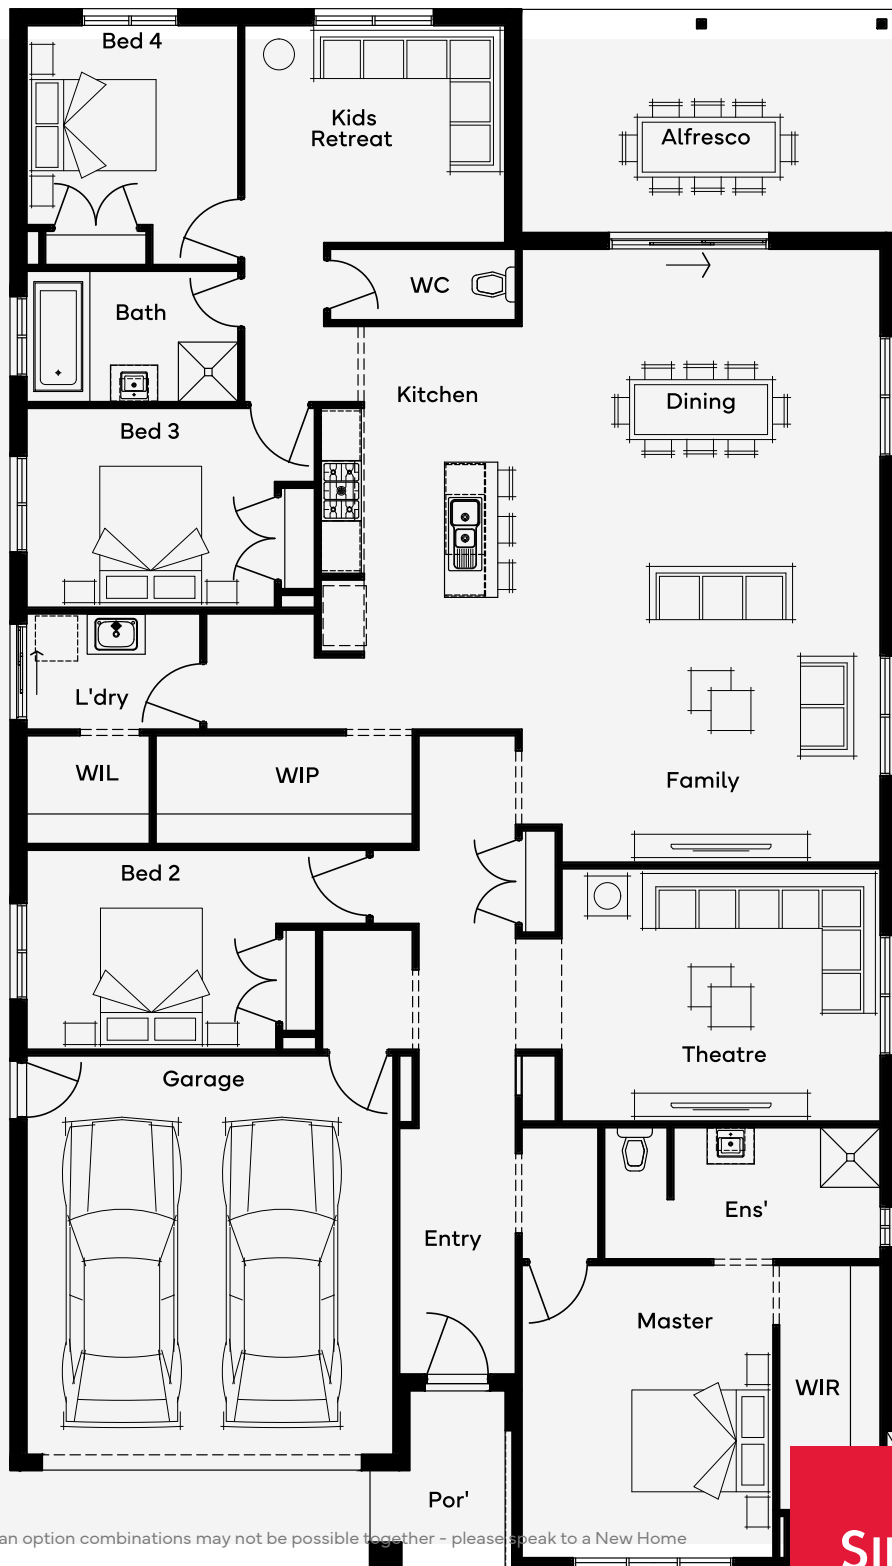 Bed 4
Kids
Retreat
Alfresco
WC
Bath
Kitchen
Dining
Bed 3
L'dry
WIL
WIP
Family
Bed 2
Theatre
Garage
Ens'
Entry
Master
WIR
Por'
an option combinations may not be possible together - please speak to a New Home